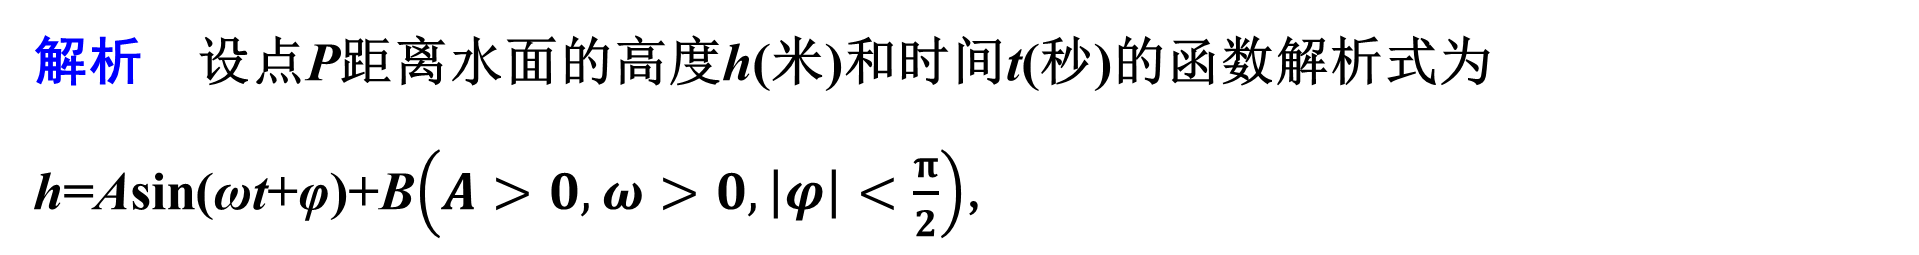 解析 设点P距离水面的高度h(米)和时间t(秒)的函数解析式为
h=Asin(ωt+φ)+B(A > 0, ω > 0, |φ| < π/2),